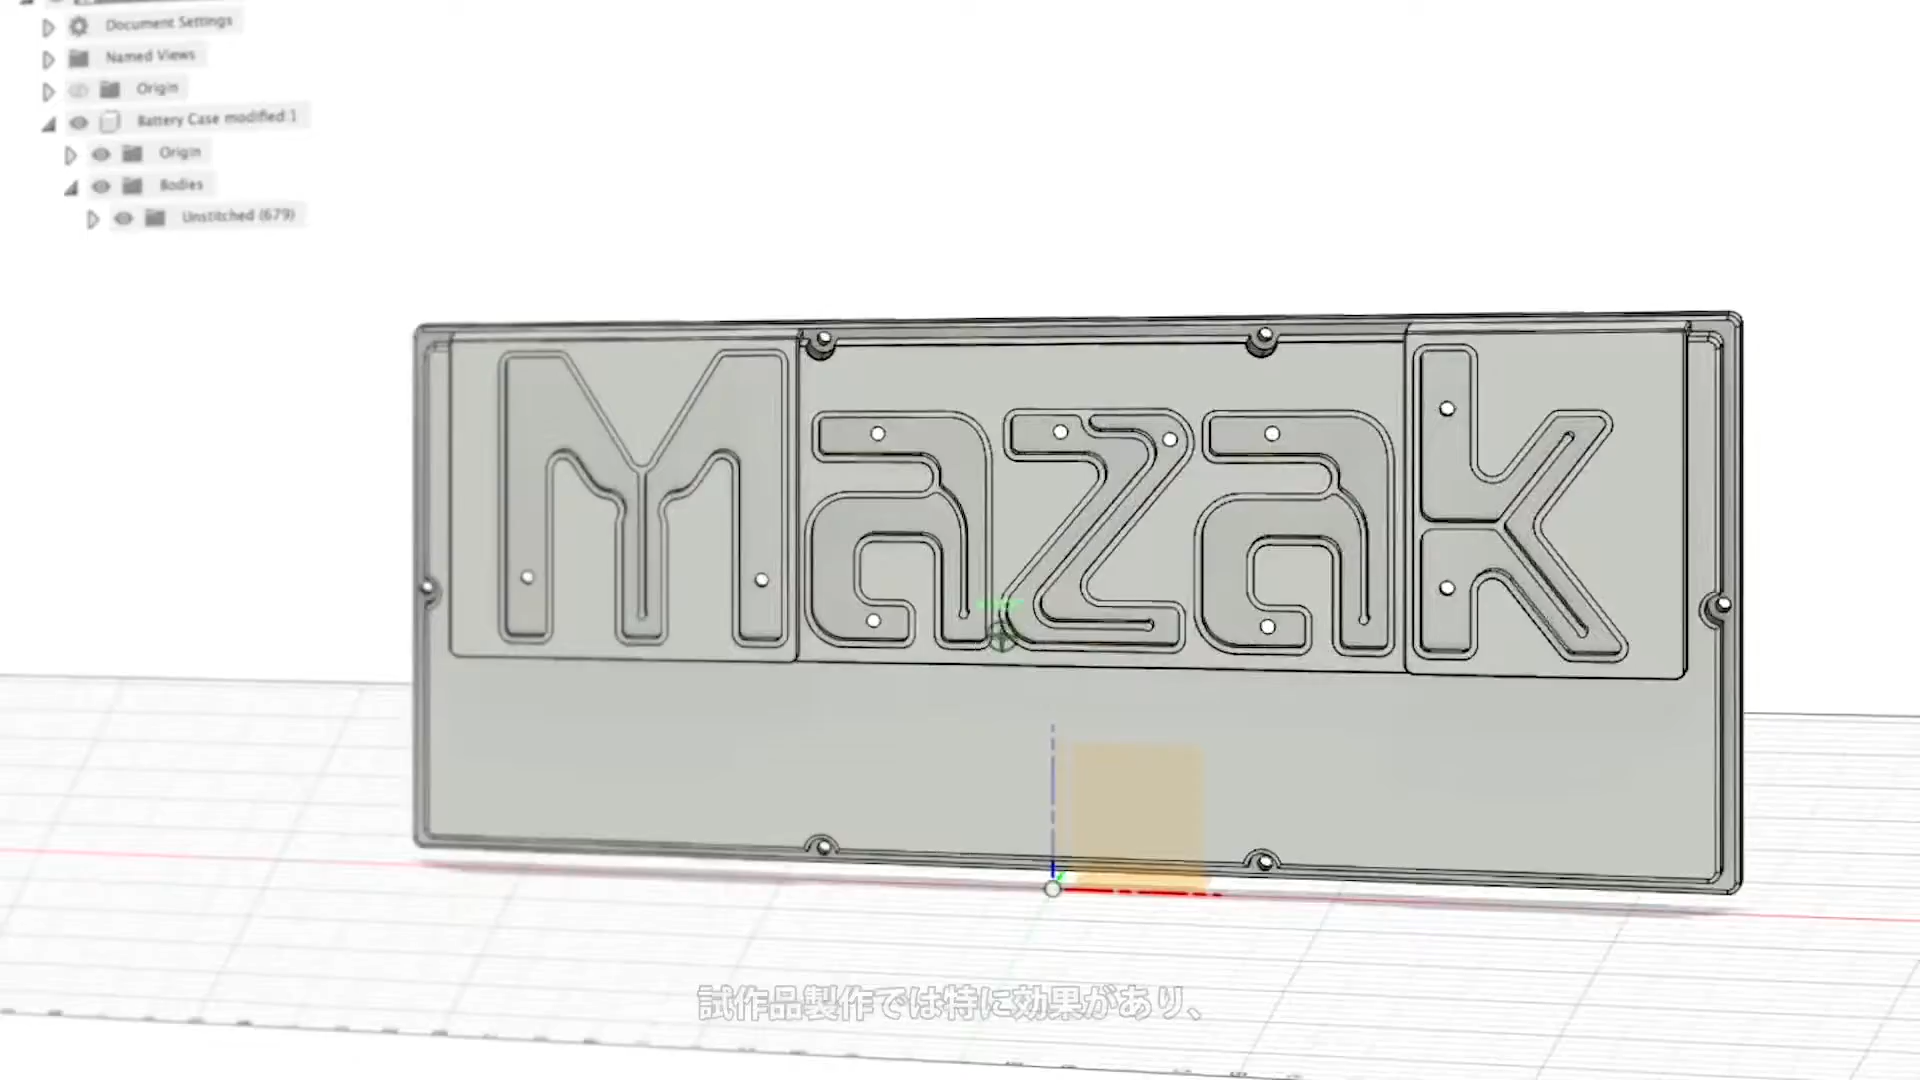 Document Settings
Named Views
Origin
Battery Case modified:1
Origin
Bodies
Unstitched (679)
Mazak
試作品製作では特に効果があり、